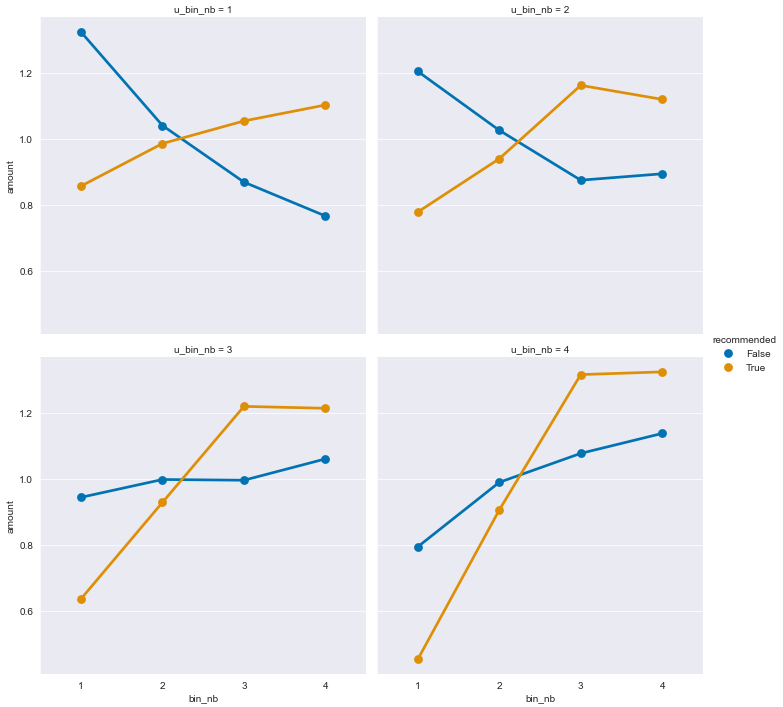 u_bin_nb = 1
u_bin_nb = 2
1.2
1.0
0.8
0.6
amount
u_bin_nb = 3
u_bin_nb = 4
recommended
False
True
1.2
1.0
0.8
0.6
amount
1 2 3 4
1 2 3 4
bin_nb
bin_nb